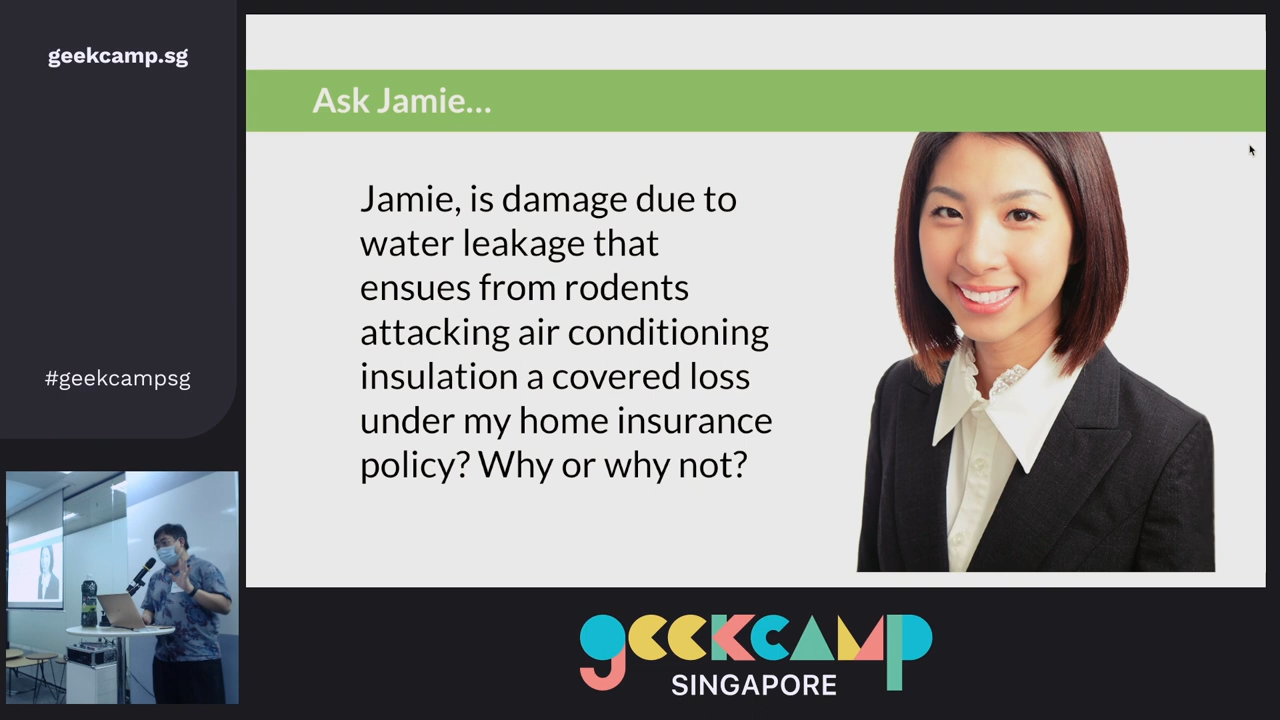 geekcamp.sg
Ask Jamie...
Jamie, is damage due to
water leakage that
ensues from rodents
attacking air conditioning
insulation a covered loss
under my home insurance
policy? Why or why not?
#geekcampsg
geekcamp
SINGAPORE